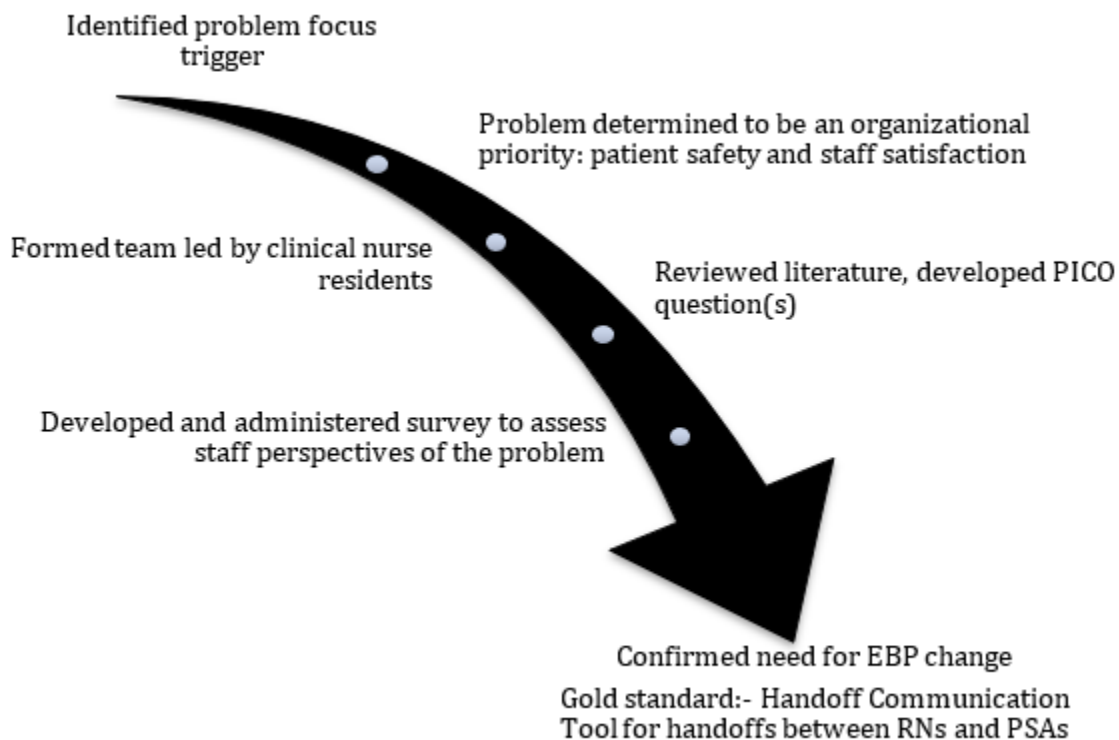 Identified problem focus
trigger
Problem determined to be an organizational
priority: patient safety and staff satisfaction
Formed team led by clinical nurse
residents
Reviewed literature, developed PICO
question(s)
Developed and administered survey to assess
staff perspectives of the problem
Confirmed need for EBP change
Gold standard:- Handoff Communication
Tool for handoffs between RNs and PSAs